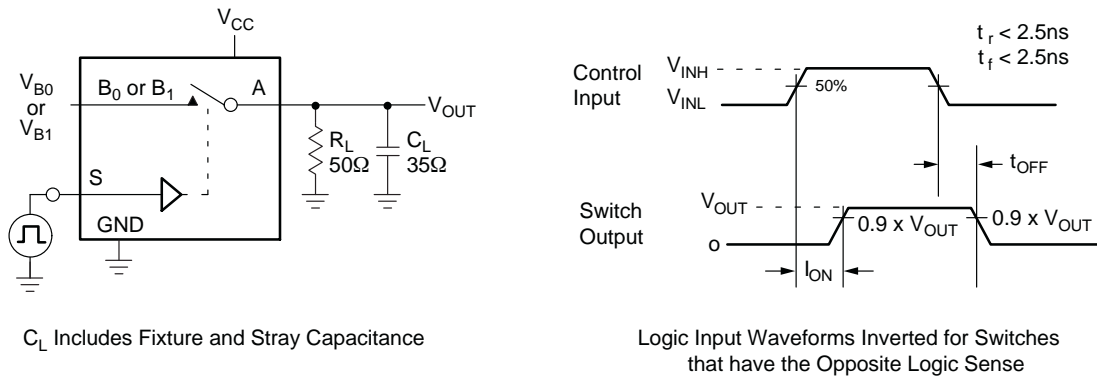 V_CC
V_B0
or
V_B1
B_0 or B_1
A
V_OUT
R_L
50Ω
C_L
35Ω
S
GND
C_L Includes Fixture and Stray Capacitance
t_r < 2.5ns
t_f < 2.5ns
Control
Input
V_INH
V_INL
50%
t_OFF
Switch
Output
V_OUT
o
0.9 x V_OUT
0.9 x V_OUT
I_ON
Logic Input Waveforms Inverted for Switches
that have the Opposite Logic Sense